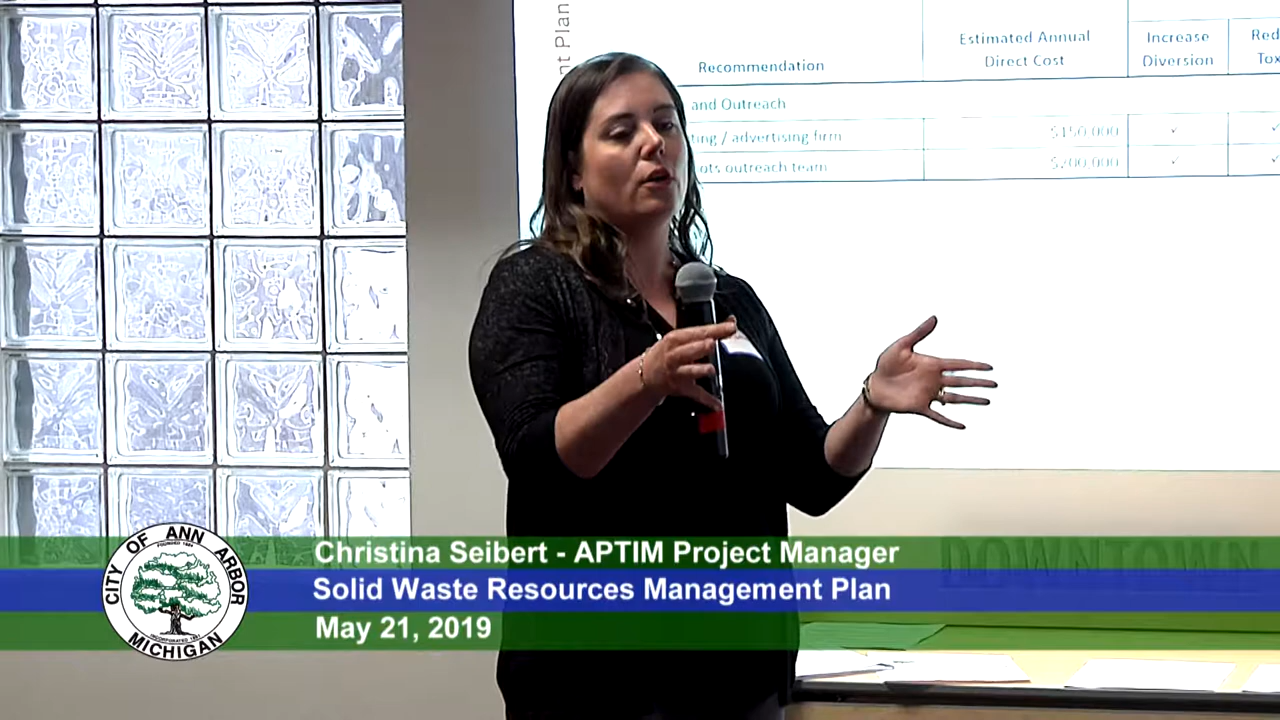 nt Plan
Estimated Annual
Direct Cost
Increase
Diversion
Red
Tox
Recommendation
and Outreach
ting / advertising firm
$150,000
ots outreach team
$200,000
CITY OF ANN ARBOR
MICHIGAN
Christina Seibert - APTIM Project Manager
Solid Waste Resources Management Plan
May 21, 2019
DOWNTOWN